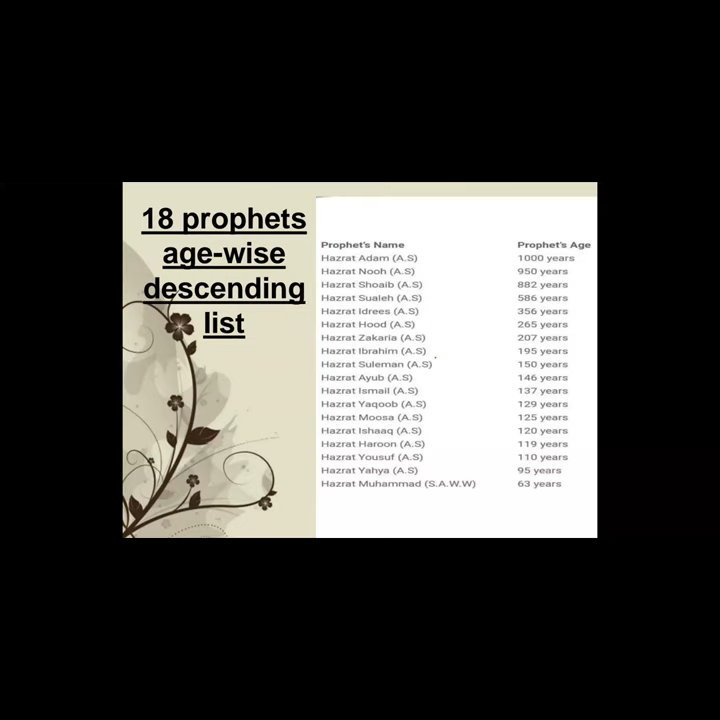 18 prophets
age-wise
descending
list
Prophet's Name Prophet's Age
Hazrat Adam (A.S) 1000 years
Hazrat Nooh (A.S) 950 years
Hazrat Shoaib (A.S) 882 years
Hazrat Sualeh (A.S) 586 years
Hazrat Idrees (A.S) 356 years
Hazrat Hood (A.S) 265 years
Hazrat Zakaria (A.S) 207 years
Hazrat Ibrahim (A.S) 195 years
Hazrat Suleman (A.S) 150 years
Hazrat Ayub (A.S) 146 years
Hazrat Ismail (A.S) 137 years
Hazrat Yaqoob (A.S) 129 years
Hazrat Moosa (A.S) 125 years
Hazrat Ishaaq (A.S) 120 years
Hazrat Haroon (A.S) 119 years
Hazrat Yousuf (A.S) 110 years
Hazrat Yahya (A.S) 95 years
Hazrat Muhammad (S.A.W.W) 63 years